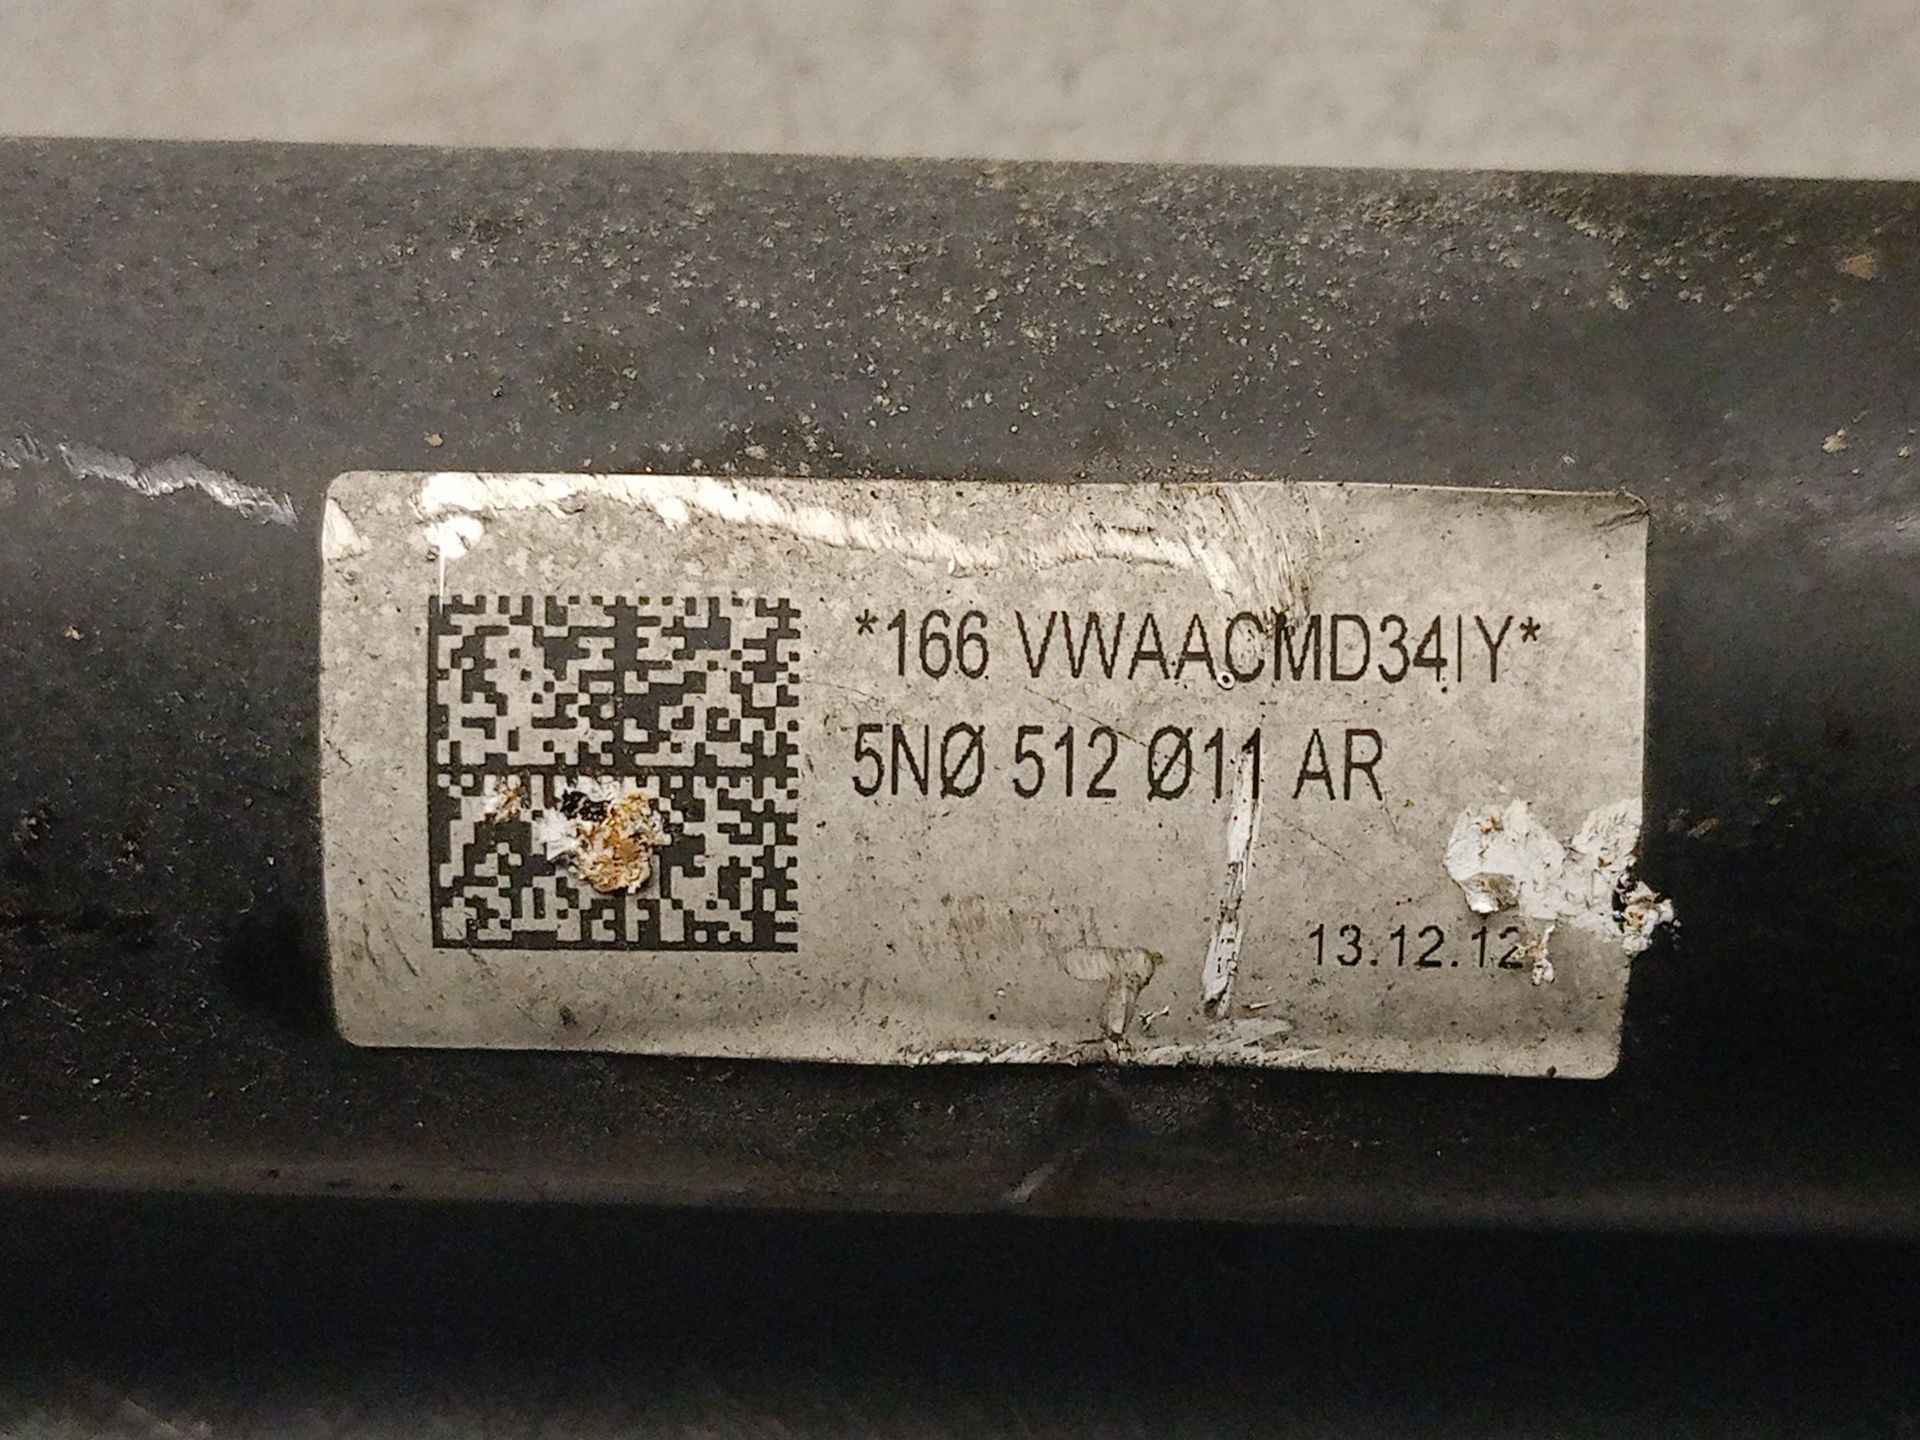 *166 VWAACMD34IY*
5NØ 512 Ø11 AR
13.12.12